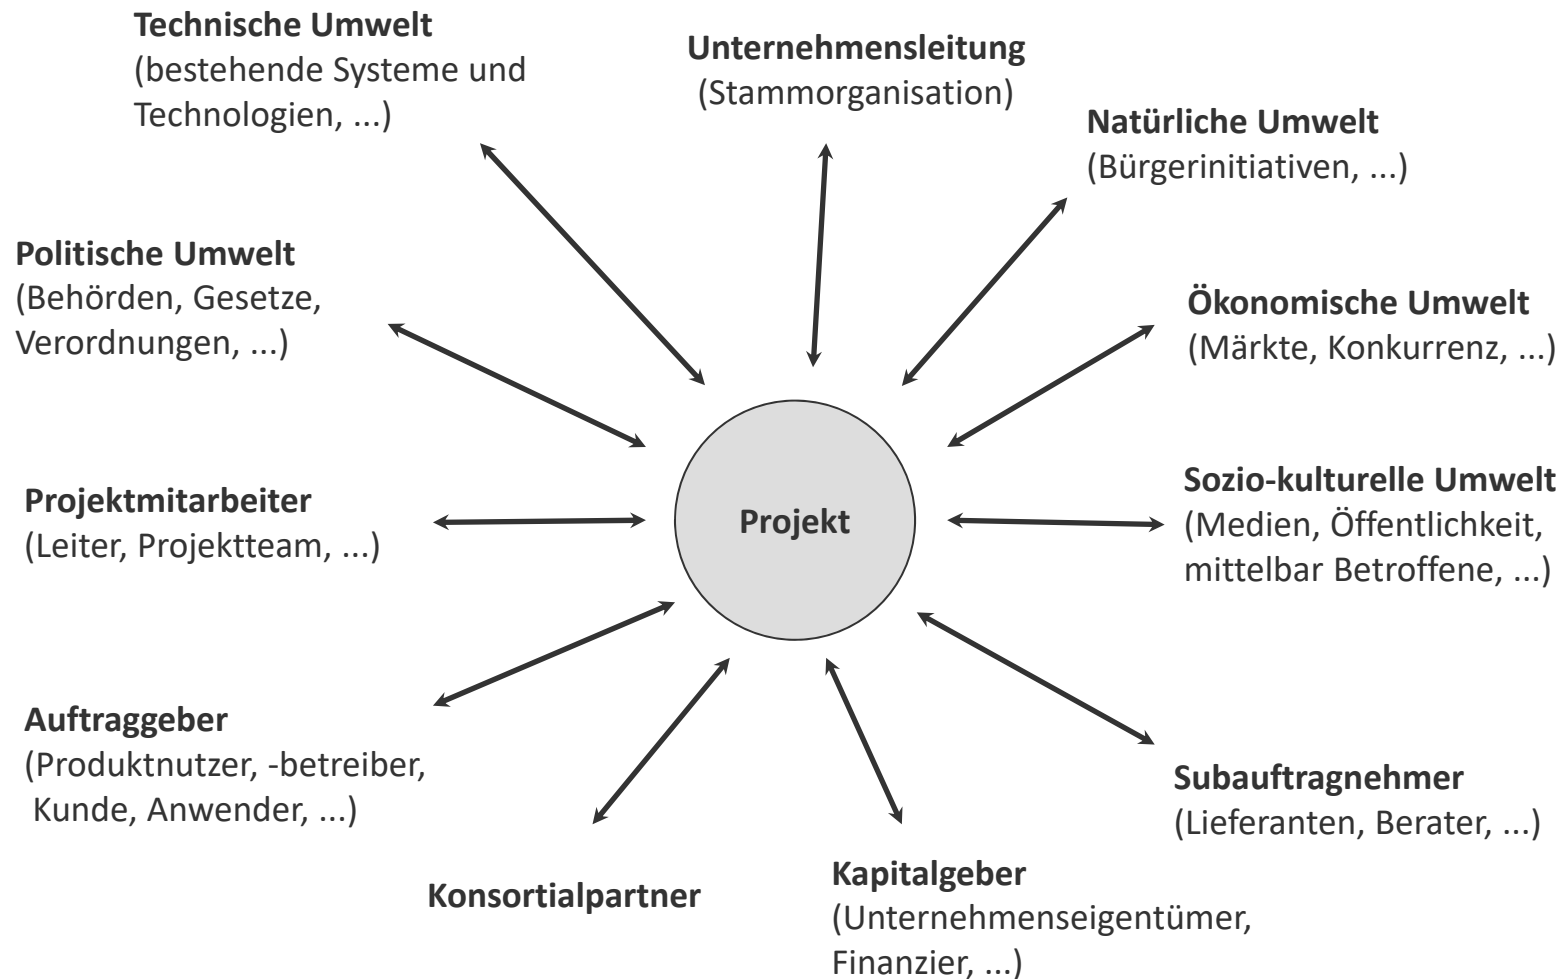 Technische Umwelt
(bestehende Systeme und
Technologien, ...)
Unternehmensleitung
(Stammorganisation)
Natürliche Umwelt
(Bürgerinitiativen, ...)
Politische Umwelt
(Behörden, Gesetze,
Verordnungen, ...)
Ökonomische Umwelt
(Märkte, Konkurrenz, ...)
Projektmitarbeiter
(Leiter, Projektteam, ...)
Projekt
Sozio-kulturelle Umwelt
(Medien, Öffentlichkeit,
mittelbar Betroffene, ...)
Auftraggeber
(Produktnutzer, -betreiber,
Kunde, Anwender, ...)
Subauftragnehmer
(Lieferanten, Berater, ...)
Konsortialpartner
Kapitalgeber
(Unternehmenseigentümer,
Finanzier, ...)